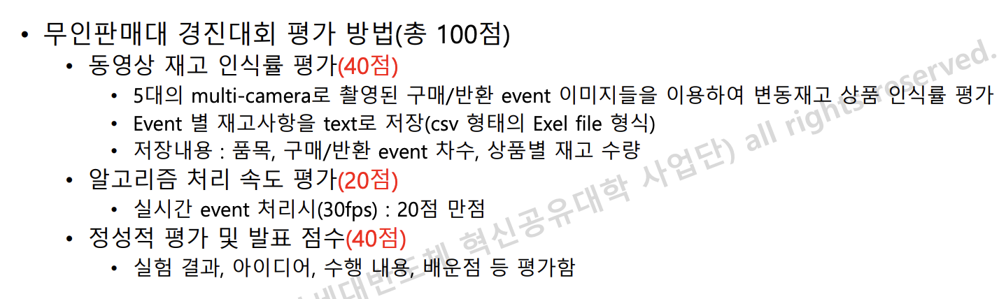 • 무인판매대 경진대회 평가 방법(총 100점)
• 동영상 재고 인식률 평가(40점)
• 5대의 multi-camera로 촬영된 구매/반환 event 이미지들을 이용하여 변동재고 상품 인식률 평가
• Event 별 재고사항을 text로 저장(csv 형태의 Exel file 형식)
• 저장내용 : 품목, 구매/반환 event 차수, 상품별 재고 수량
• 알고리즘 처리 속도 평가(20점)
• 실시간 event 처리시(30fps) : 20점 만점
• 정성적 평가 및 발표 점수(40점)
• 실험 결과, 아이디어, 수행 내용, 배운점 등 평가함
혁신공유대학 사업단) all rights reserved.